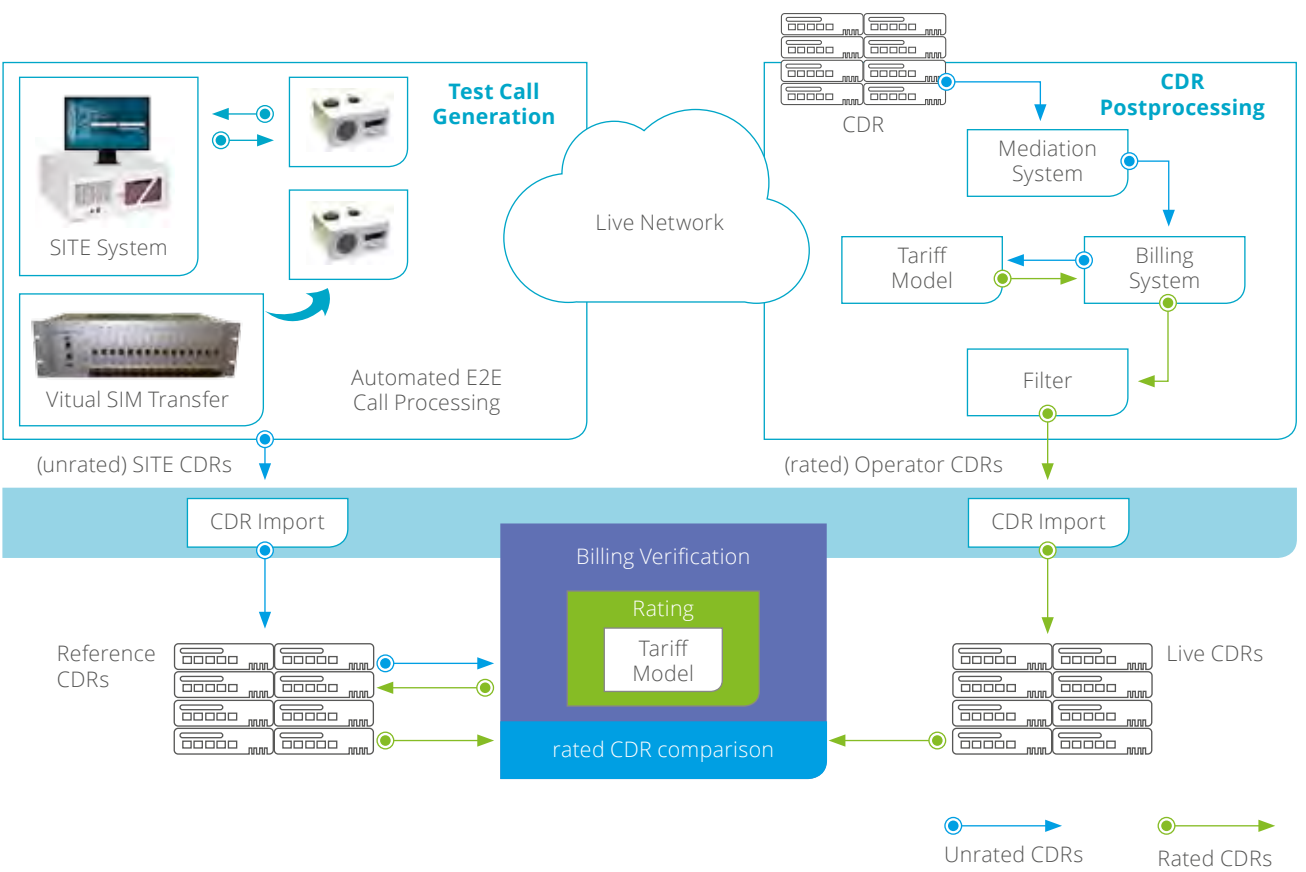 Test Call
Generation
SITE System
Vitual SIM Transfer
Automated E2E
Call Processing
Live Network
CDR
CDR
Postprocessing
Mediation
System
Tariff
Model
Billing
System
Filter
(unrated) SITE CDRs
(rated) Operator CDRs
CDR Import
CDR Import
Billing Verification
Rating
Tariff
Model
rated CDR comparison
Reference
CDRs
Live CDRs
Unrated CDRs
Rated CDRs